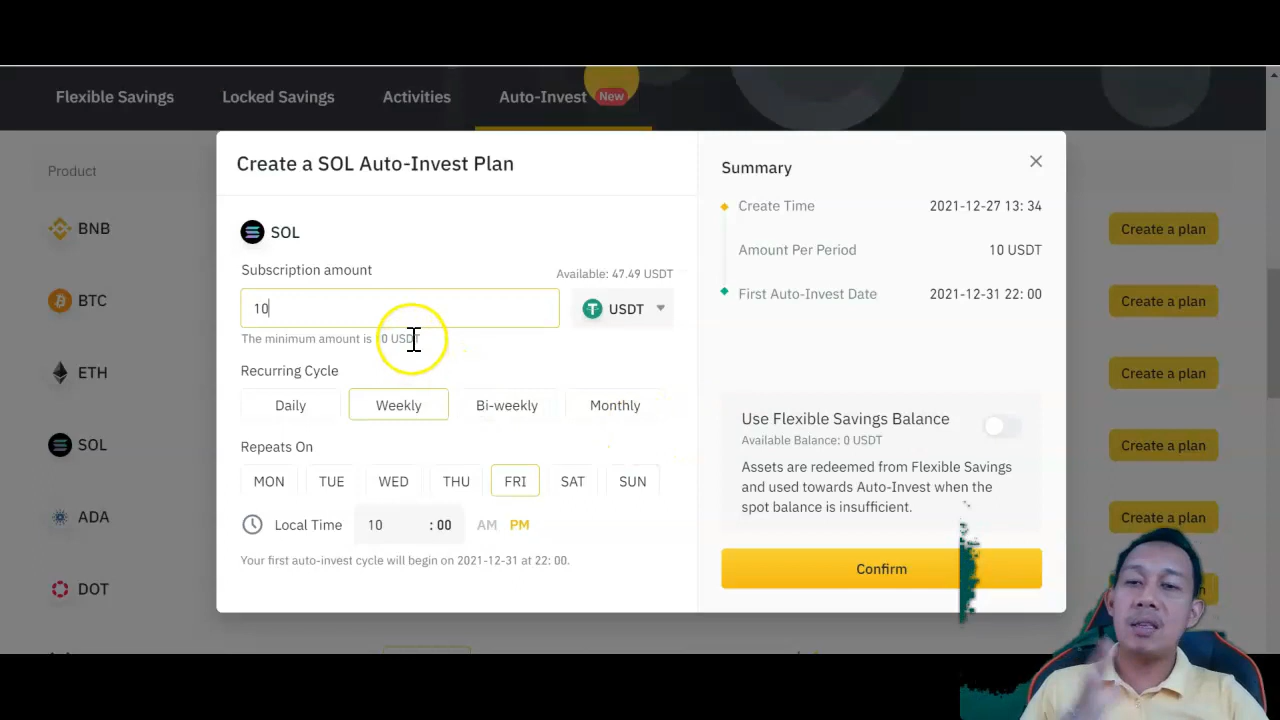 Flexible Savings Locked Savings Activities Auto-Invest New
Product
BNB
BTC
ETH
SOL
ADA
DOT
Create a plan
Create a plan
Create a plan
Create a plan
Create a plan
Create a SOL Auto-Invest Plan
SOL
Subscription amount
Available: 47.49 USDT
10
USDT
The minimum amount is 10 USDT
Recurring Cycle
Daily Weekly Bi-weekly Monthly
Repeats On
MON TUE WED THU FRI SAT SUN
Local Time 10 : 00 AM PM
Your first auto-invest cycle will begin on 2021-12-31 at 22: 00.
Summary
Create Time 2021-12-27 13: 34
Amount Per Period 10 USDT
First Auto-Invest Date 2021-12-31 22: 00
Use Flexible Savings Balance
Available Balance: 0 USDT
Assets are redeemed from Flexible Savings
and used towards Auto-Invest when the
spot balance is insufficient.
Confirm